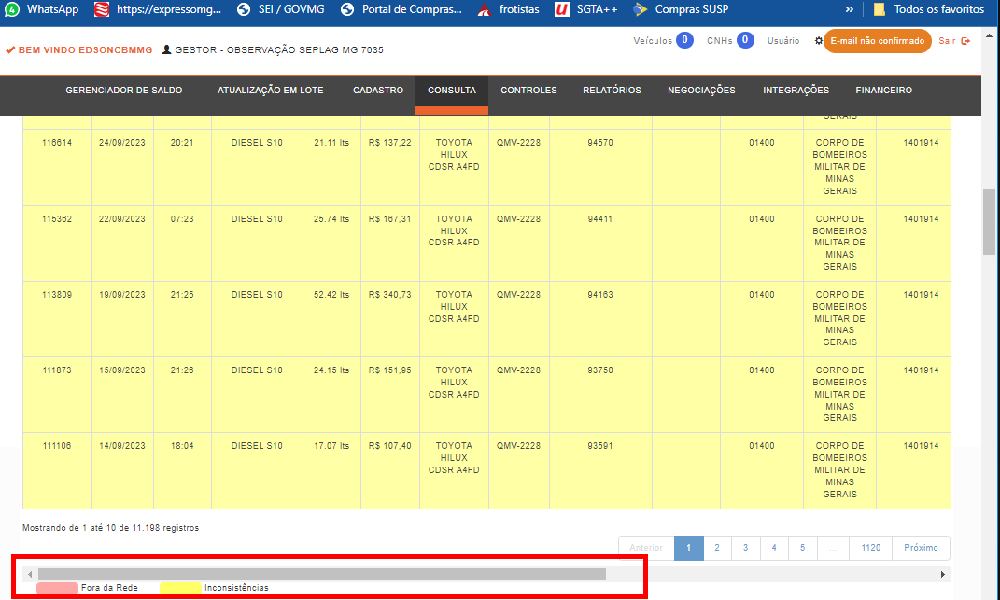 WhatsApp https://expressomg... SEI / GOVMG Portal de Compras... frotistas SGTA++ Compras SUSP » Todos os favoritos
BEM VINDO EDSONCBMMG GESTOR - OBSERVAÇÃO SEPLAG MG 7035 Veículos 0 CNHs 0 Usuário E-mail não confirmado Sair
GERENCIADOR DE SALDO ATUALIZAÇÃO EM LOTE CADASTRO CONSULTA CONTROLES RELATÓRIOS NEGOCIAÇÕES INTEGRAÇÕES FINANCEIRO
GERAIS
116614 24/09/2023 20:21 DIESEL S10 21.11 lts R$ 137,22 TOYOTA QMV-2228 94570 01400 CORPO DE 1401914
HILUX BOMBEIROS
CDSR A4FD MILITAR DE
MINAS
GERAIS
115362 22/09/2023 07:23 DIESEL S10 25.74 lts R$ 167,31 TOYOTA QMV-2228 94411 01400 CORPO DE 1401914
HILUX BOMBEIROS
CDSR A4FD MILITAR DE
MINAS
GERAIS
113809 19/09/2023 21:25 DIESEL S10 52.42 lts R$ 340,73 TOYOTA QMV-2228 94163 01400 CORPO DE 1401914
HILUX BOMBEIROS
CDSR A4FD MILITAR DE
MINAS
GERAIS
111873 15/09/2023 21:26 DIESEL S10 24.15 lts R$ 151,95 TOYOTA QMV-2228 93750 01400 CORPO DE 1401914
HILUX BOMBEIROS
CDSR A4FD MILITAR DE
MINAS
GERAIS
111106 14/09/2023 18:04 DIESEL S10 17.07 lts R$ 107,40 TOYOTA QMV-2228 93591 01400 CORPO DE 1401914
HILUX BOMBEIROS
CDSR A4FD MILITAR DE
MINAS
GERAIS
Mostrando de 1 até 10 de 11.198 registros
Anterior 1 2 3 4 5 ... 1120 Próximo
Fora da Rede Inconsistências